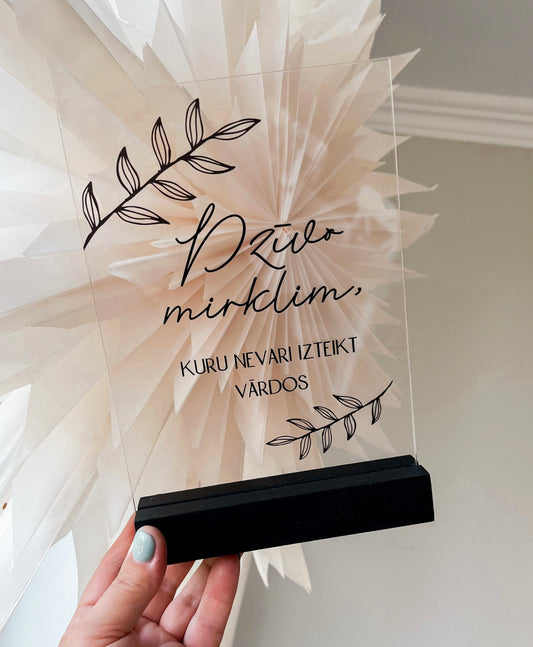 Dzīvo
mirklim,
KURU NEVARI IZTEIKT
VĀRDOS